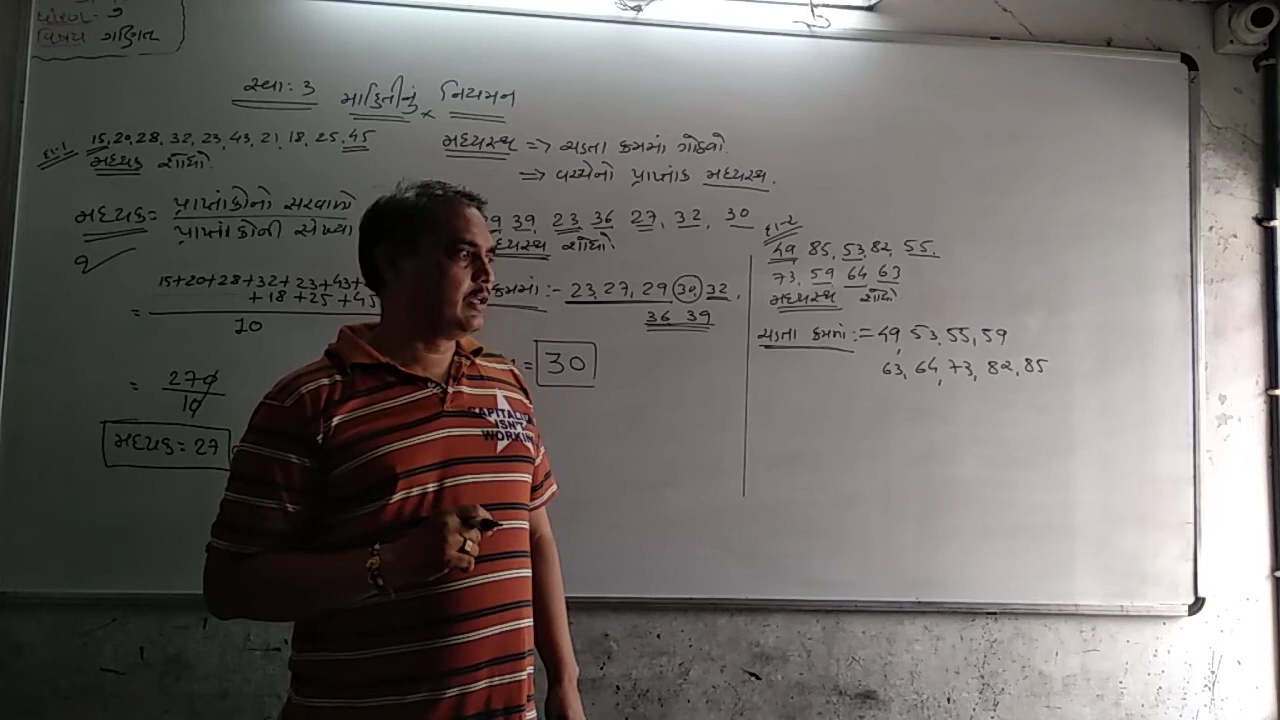 ધોરણ - 7
વિષય ગણિત
સ્વા: 3 માહિતીનું નિયમન
દા-1 15, 20, 28, 32, 23, 43, 21, 18, 25, 45
મધ્યક શોધો
મધ્યક = પ્રાપ્તાંકોનો સરવાળો
પ્રાપ્તાંકોની સંખ્યા
15+20+28+32+23+43+
+18+25+45
= 10
= 270
10
મધ્યક = 27
મધ્યસ્થ => ચડતા ક્રમમાં ગોઠવો
=> વચ્ચેનો પ્રાપ્તાંક મધ્યસ્થ.
39, 23, 36, 27, 32, 30
મધ્યસ્થ શોધો
ક્રમમાં :- 23, 27, 29, 30, 32,
36 39
= 30
દા-2
49 85, 53, 82, 55.
73, 59 64 63
મધ્યસ્થ શોધો
ચડતા ક્રમમાં := 49, 53, 55, 59
63, 64, 73, 82, 85
CAPITALI
ISN'T
WORKIN